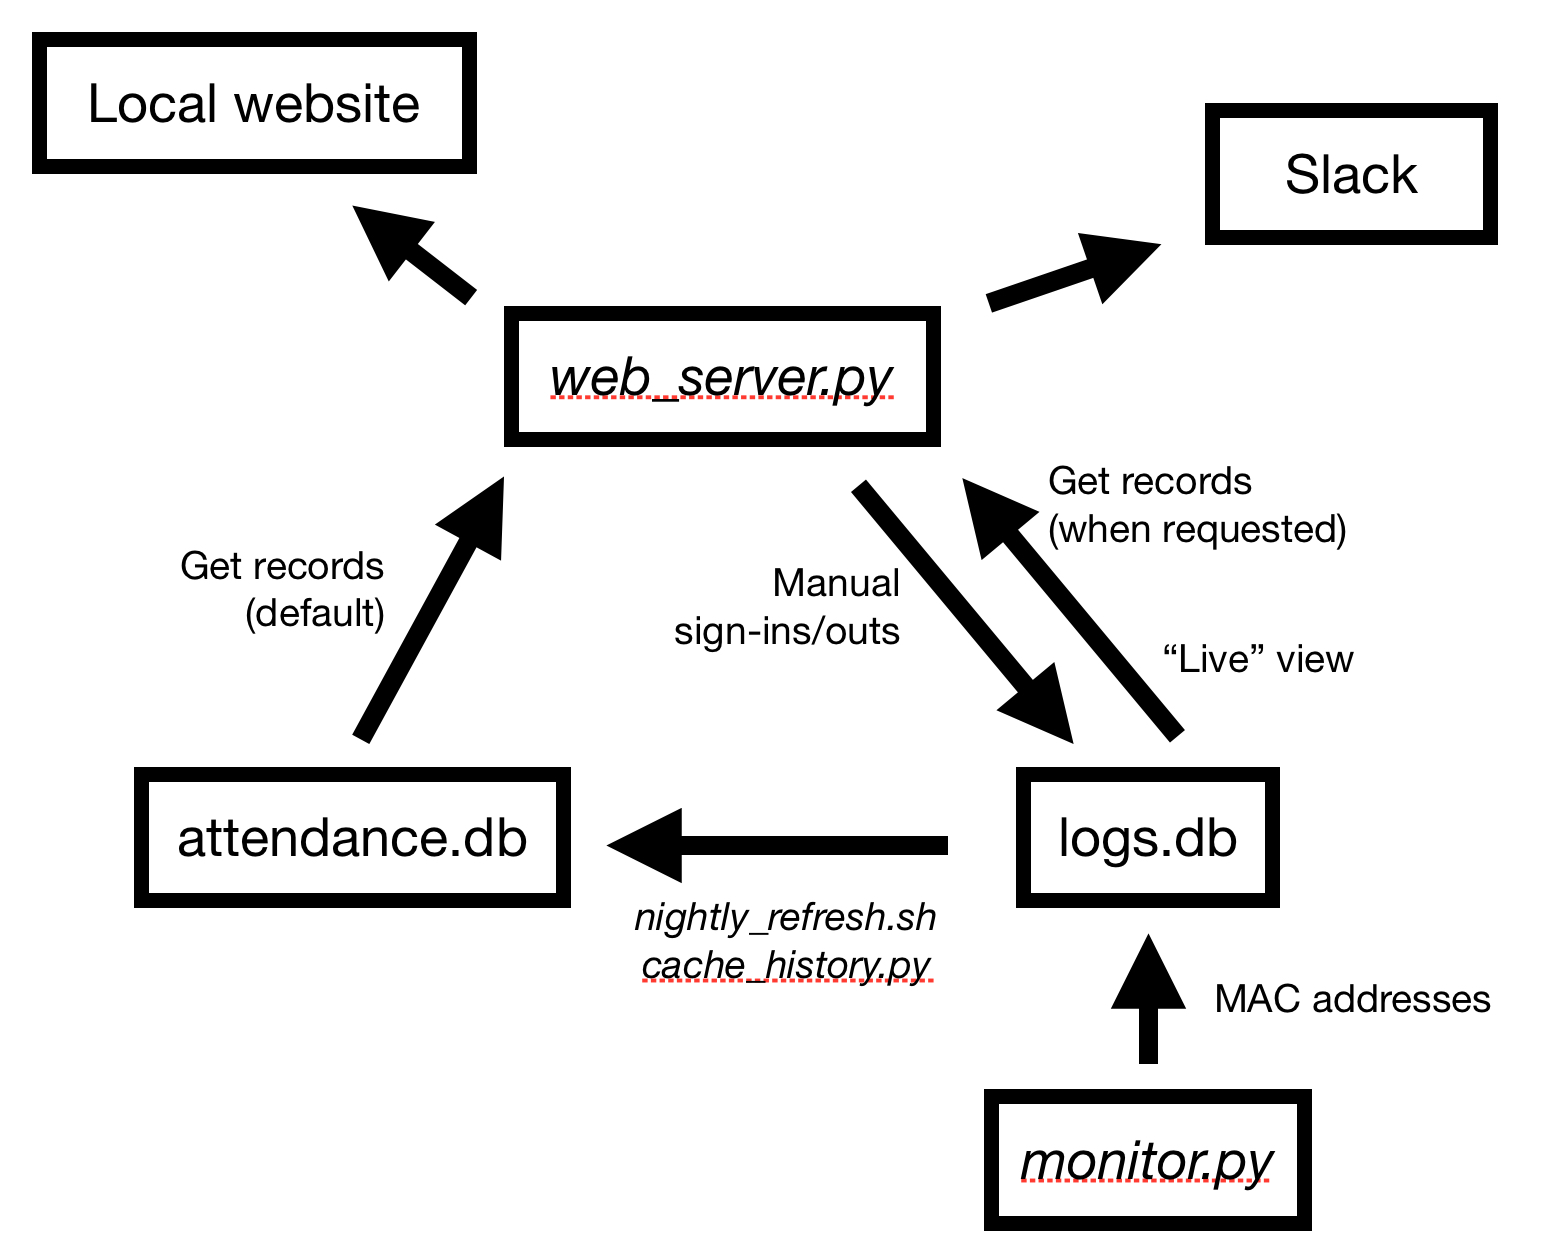 Local website
Slack
web_server.py
Get records
(when requested)
Get records
(default)
Manual
sign-ins/outs
“Live” view
attendance.db
logs.db
nightly_refresh.sh
cache_history.py
MAC addresses
monitor.py